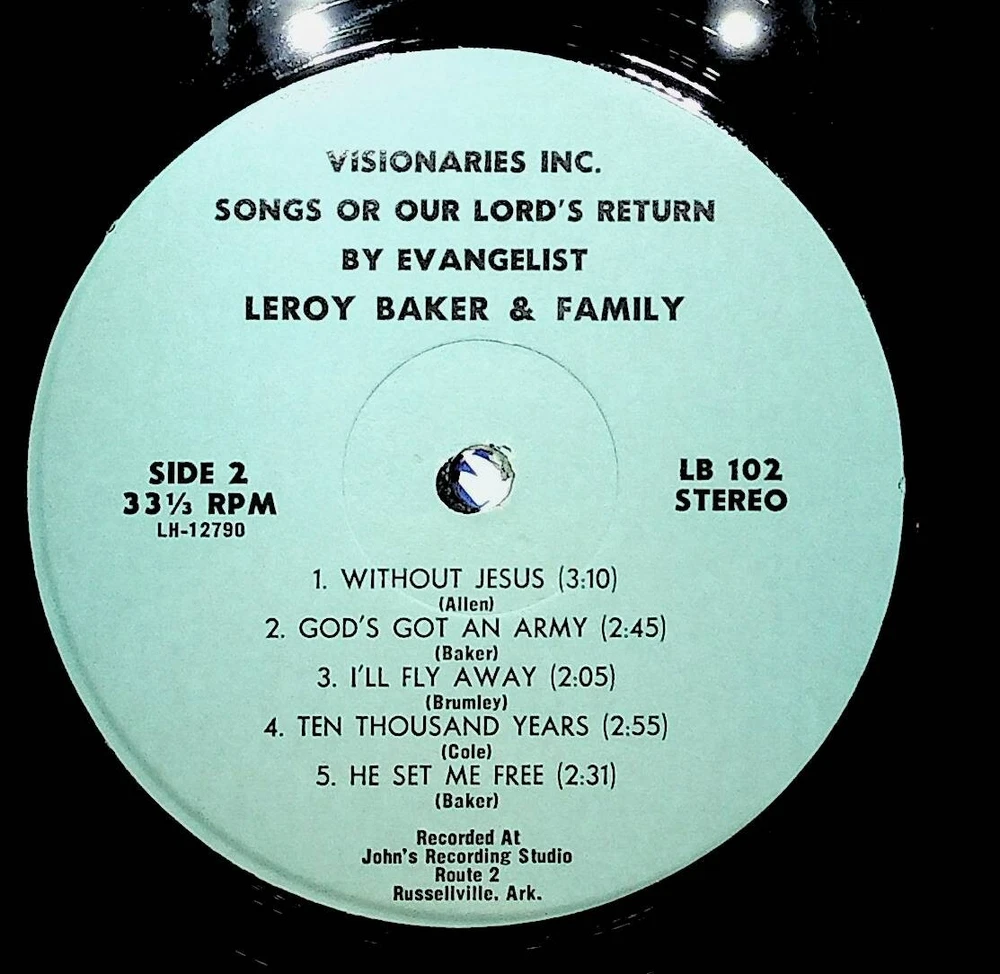 VISIONARIES INC.
SONGS OR OUR LORD'S RETURN
BY EVANGELIST
LEROY BAKER & FAMILY
SIDE 2
33⅓ RPM
LH-12790
LB 102
STEREO
1. WITHOUT JESUS (3:10)
(Allen)
2. GOD'S GOT AN ARMY (2:45)
(Baker)
3. I'LL FLY AWAY (2:05)
(Brumley)
4. TEN THOUSAND YEARS (2:55)
(Cole)
5. HE SET ME FREE (2:31)
(Baker)
Recorded At
John's Recording Studio
Route 2
Russellville. Ark.